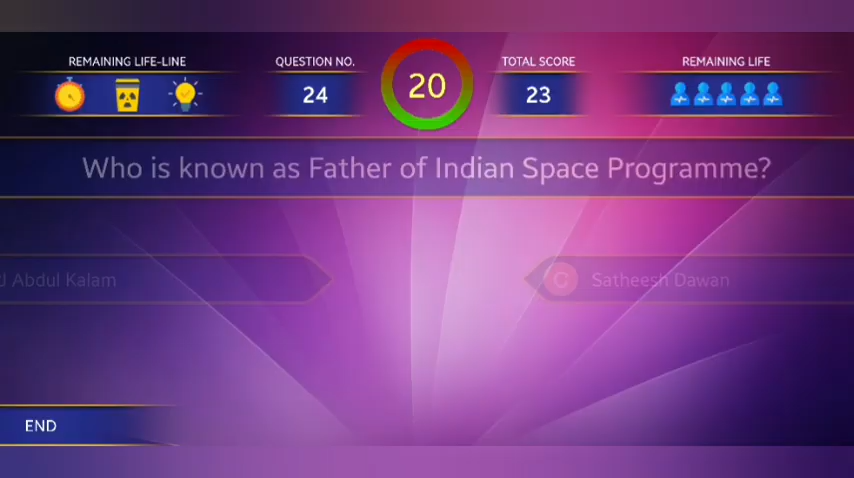 REMAINING LIFE-LINE
QUESTION NO.
TOTAL SCORE
REMAINING LIFE
24
20
23
Who is known as Father of Indian Space Programme?
J Abdul Kalam
C Satheesh Dawan
END